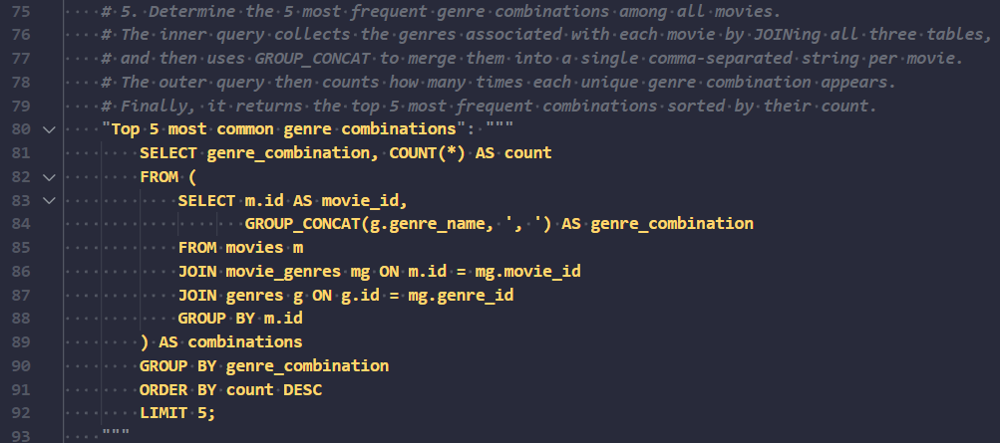 75 # 5. Determine the 5 most frequent genre combinations among all movies.
76 # The inner query collects the genres associated with each movie by JOINing all three tables,
77 # and then uses GROUP_CONCAT to merge them into a single comma-separated string per movie.
78 # The outer query then counts how many times each unique genre combination appears.
79 # Finally, it returns the top 5 most frequent combinations sorted by their count.
80 "Top 5 most common genre combinations": """
81 SELECT genre_combination, COUNT(*) AS count
82 FROM (
83 SELECT m.id AS movie_id,
84 GROUP_CONCAT(g.genre_name, ', ') AS genre_combination
85 FROM movies m
86 JOIN movie_genres mg ON m.id = mg.movie_id
87 JOIN genres g ON g.id = mg.genre_id
88 GROUP BY m.id
89 ) AS combinations
90 GROUP BY genre_combination
91 ORDER BY count DESC
92 LIMIT 5;
93 """